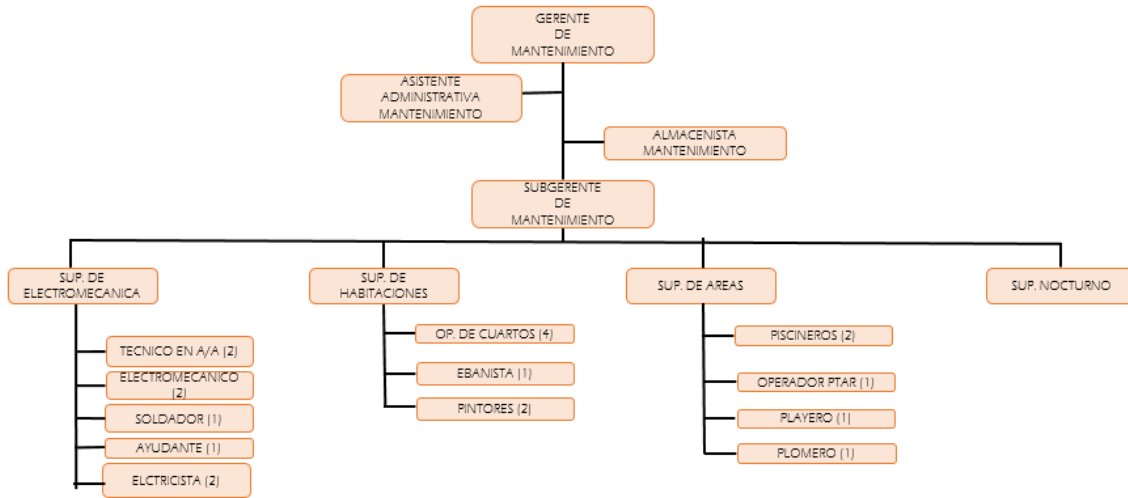 GERENTE
DE
MANTENIMIENTO
ASISTENTE
ADMINISTRATIVA
MANTENIMIENTO
ALMACENISTA
MANTENIMIENTO
SUBGERENTE
DE
MANTENIMIENTO
SUP. DE
ELECTROMECANICA
TECNICO EN A/A (2)
ELECTROMECANICO
(2)
SOLDADOR (1)
AYUDANTE (1)
ELCTRICISTA (2)
SUP. DE
HABITACIONES
OP. DE CUARTOS (4)
EBANISTA (1)
PINTORES (2)
SUP. DE AREAS
PISCINEROS (2)
OPERADOR PTAR (1)
PLAYERO (1)
PLOMERO (1)
SUP. NOCTURNO